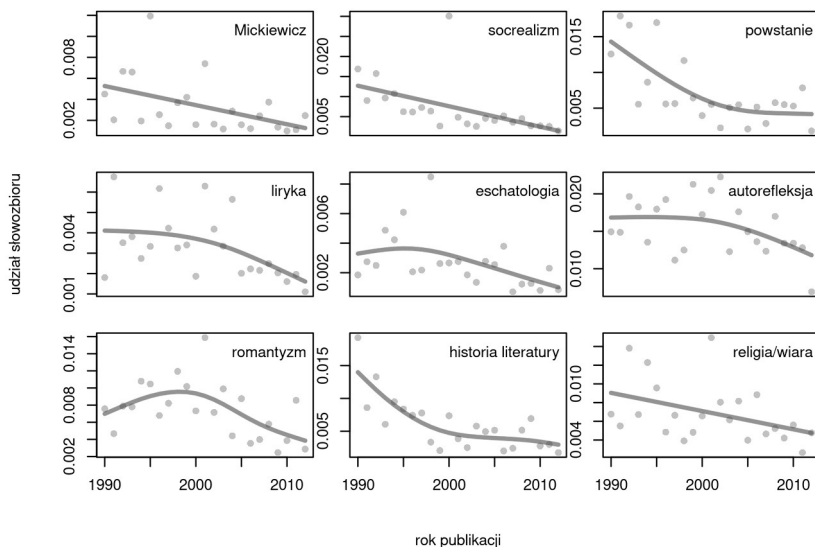 Mickiewicz
socrealizm
powstanie
0.008
0.002
0.020
0.005
0.015
0.005
liryka
eschatologia
autorefleksja
0.004
0.001
0.006
0.002
0.020
0.010
udział słowozbioru
romantyzm
historia literatury
religia/wiara
0.014
0.008
0.002
0.015
0.005
0.010
0.004
1990 2000 2010 1990 2000 2010 1990 2000 2010
rok publikacji